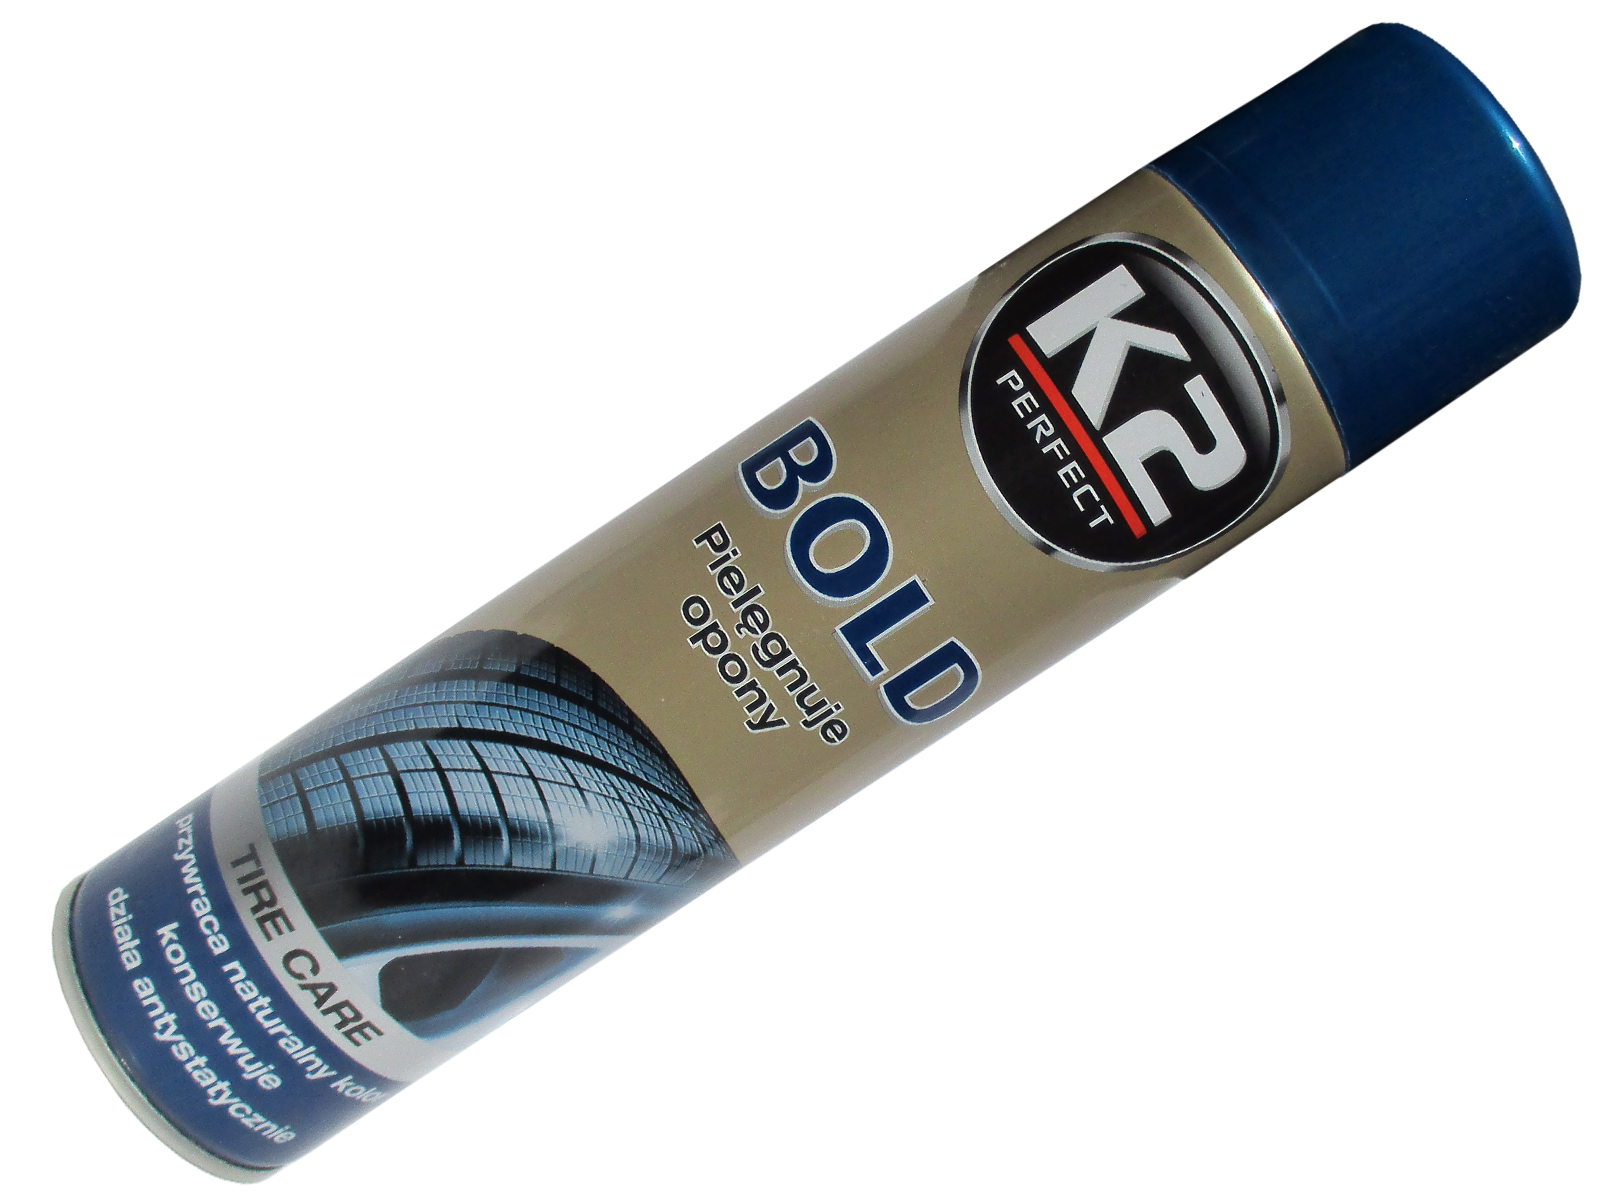 K2
PERFECT
BOLD
Pielęgnuje
opony
TIRE CARE
przywraca naturalny kolor
konserwuje
działa antystatycznie